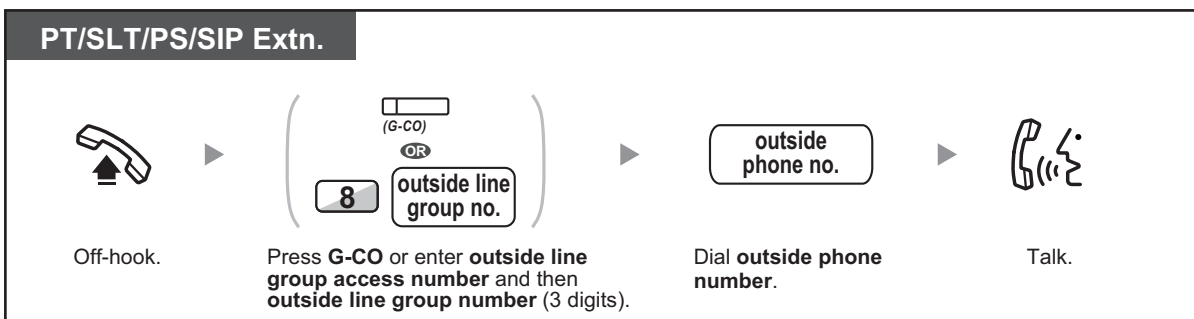 PT/SLT/PS/SIP Extn.
(G-CO)
OR
8
outside line
group no.
outside
phone no.
Off-hook.
Press G-CO or enter outside line
group access number and then
outside line group number (3 digits).
Dial outside phone
number.
Talk.